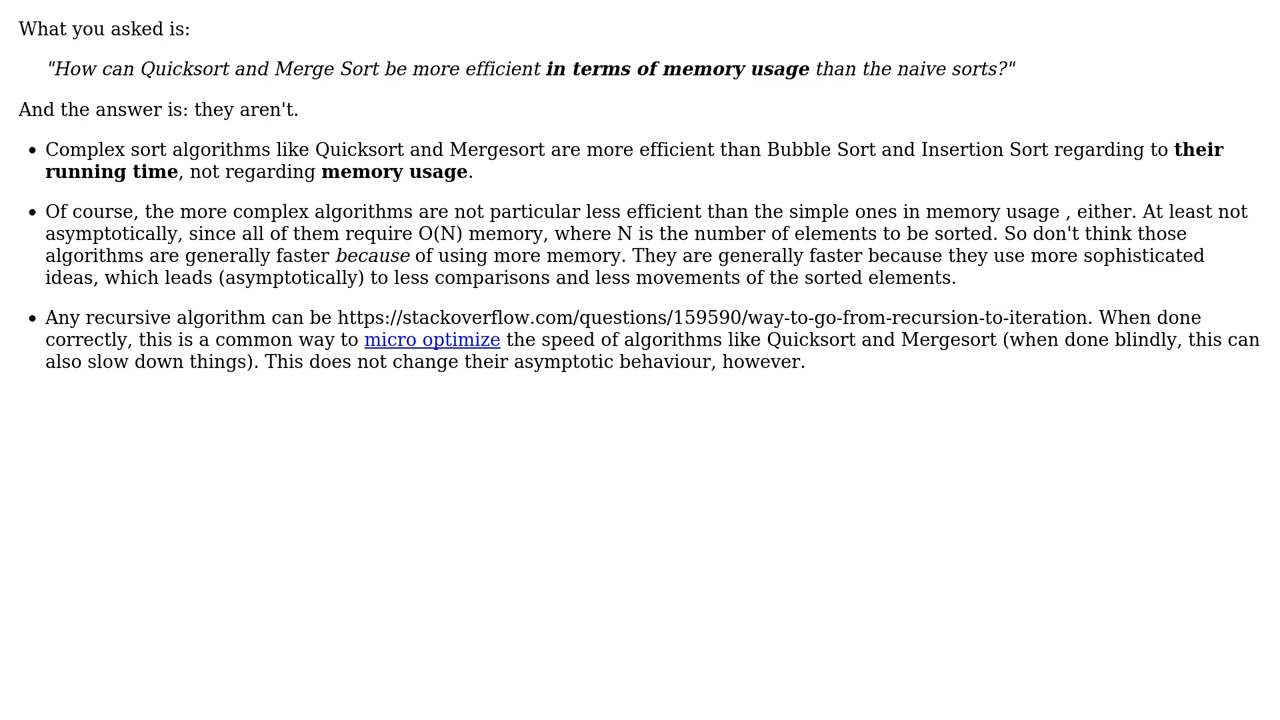 What you asked is:
"How can Quicksort and Merge Sort be more efficient in terms of memory usage than the naive sorts?"
And the answer is: they aren't.
• Complex sort algorithms like Quicksort and Mergesort are more efficient than Bubble Sort and Insertion Sort regarding to their
running time, not regarding memory usage.
• Of course, the more complex algorithms are not particular less efficient than the simple ones in memory usage , either. At least not
asymptotically, since all of them require O(N) memory, where N is the number of elements to be sorted. So don't think those
algorithms are generally faster because of using more memory. They are generally faster because they use more sophisticated
ideas, which leads (asymptotically) to less comparisons and less movements of the sorted elements.
• Any recursive algorithm can be https://stackoverflow.com/questions/159590/way-to-go-from-recursion-to-iteration. When done
correctly, this is a common way to micro optimize the speed of algorithms like Quicksort and Mergesort (when done blindly, this can
also slow down things). This does not change their asymptotic behaviour, however.